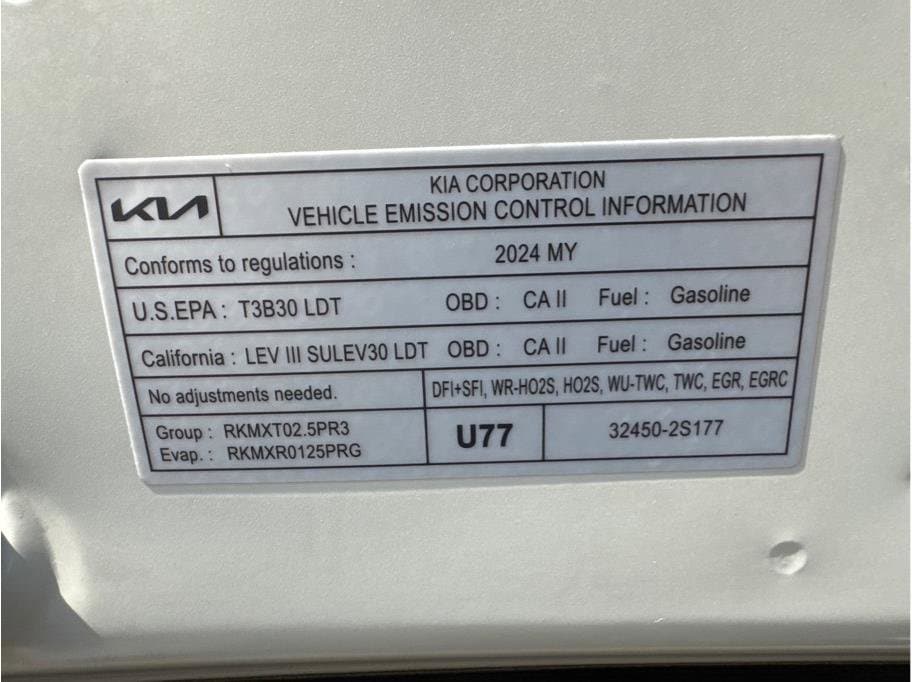 KIA
KIA CORPORATION
VEHICLE EMISSION CONTROL INFORMATION
Conforms to regulations : 2024 MY
U.S.EPA : T3B30 LDT OBD : CA II Fuel : Gasoline
California : LEV III SULEV30 LDT OBD : CA II Fuel : Gasoline
No adjustments needed. DFI+SFI, WR-HO2S, HO2S, WU-TWC, TWC, EGR, EGRC
Group : RKMXT02.5PR3
Evap. : RKMXR0125PRG
U77
32450-2S177